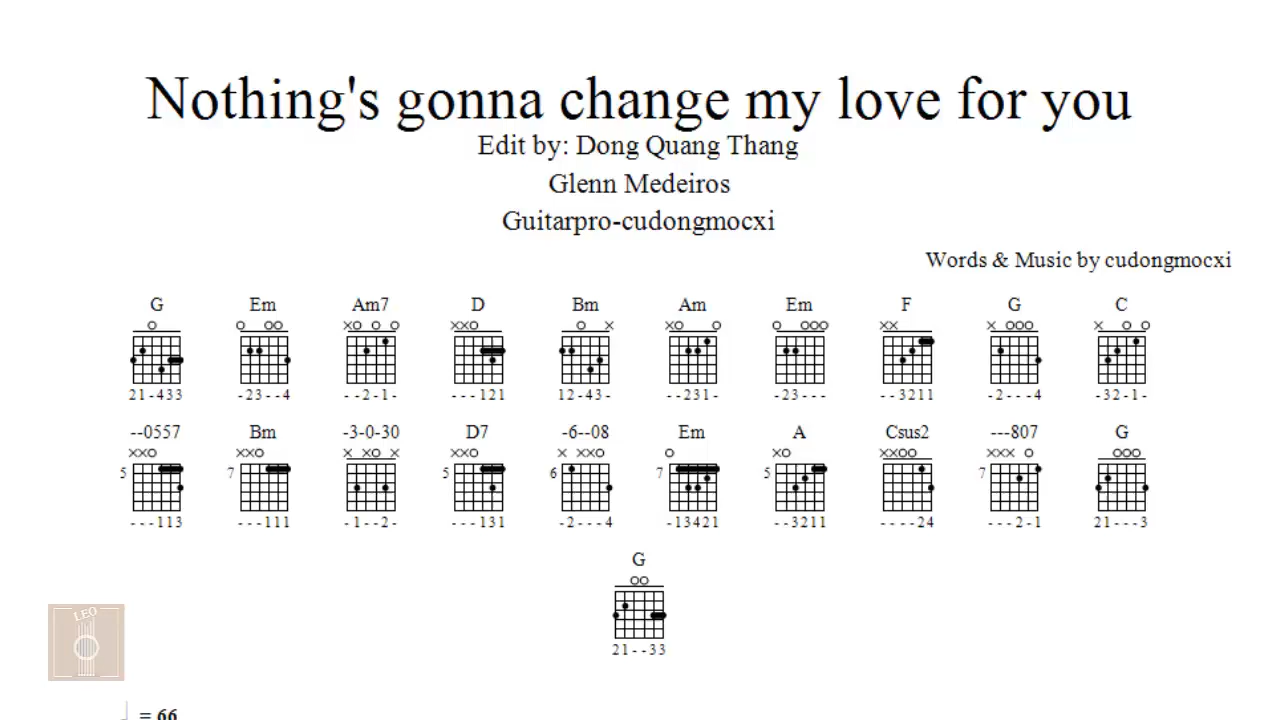 Nothing's gonna change my love for you
Edit by: Dong Quang Thang
Glenn Medeiros
Guitarpro-cudongmocxi
Words & Music by cudongmocxi
G Em Am7 D Bm Am Em F G C
21-433 -23--4 --2-1- ---121 12-43- --231- -23--- --3211 -2---4 -32-1-
--0557 Bm -3-0-30 D7 -6--08 Em A Csus2 ---807 G
5 7 5 6 7 5 7
---113 ---111 -1--2- ---131 -2---4 -13421 --3211 ----24 ---2-1 21---3
G
21--33
LEO
= 66